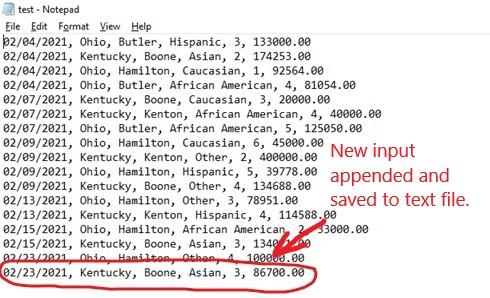 test - Notepad
File Edit Format View Help
02/04/2021, Ohio, Butler, Hispanic, 3, 133000.00
02/04/2021, Kentucky, Boone, Asian, 2, 174253.00
02/04/2021, Ohio, Hamilton, Caucasian, 1, 92564.00
02/04/2021, Ohio, Butler, African American, 4, 81054.00
02/07/2021, Kentucky, Boone, Caucasian, 3, 20000.00
02/07/2021, Kentucky, Kenton, African American, 4, 40000.00
02/07/2021, Ohio, Butler, African American, 5, 125050.00
02/09/2021, Ohio, Hamilton, Caucasian, 6, 45000.00
02/09/2021, Kentucky, Kenton, Other, 2, 400000.00
02/09/2021, Ohio, Hamilton, Hispanic, 5, 39778.00
02/09/2021, Kentucky, Boone, Other, 4, 134688.00
02/13/2021, Ohio, Hamilton, Other, 3, 78951.00
02/13/2021, Kentucky, Kenton, Hispanic, 4, 114588.00
02/15/2021, Ohio, Hamilton, African American, 2, 33000.00
02/15/2021, Kentucky, Boone, Asian, 3,
02/23/2021, Ohio, Hamilton, Other, 4, 100000.00
02/23/2021, Kentucky, Boone, Asian, 3, 86700.00
New input
appended and
saved to text file.